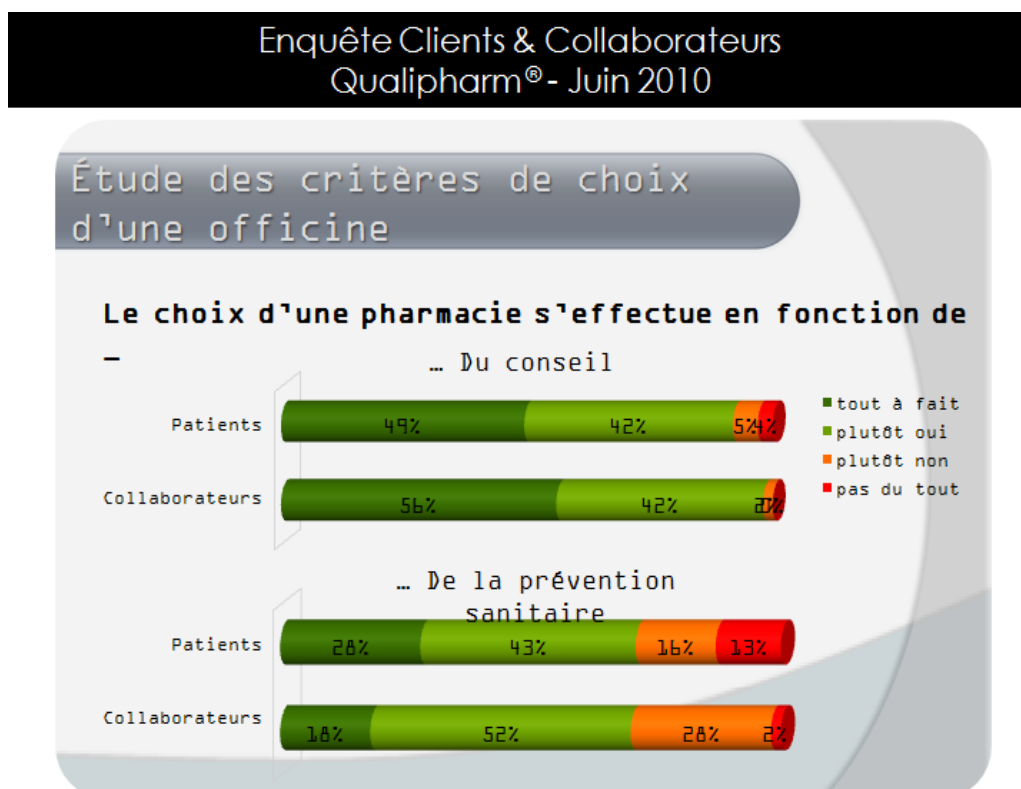 Enquête Clients & Collaborateurs
Qualipharm® - Juin 2010
Étude des critères de choix
d'une officine
Le choix d'une pharmacie s'effectue en fonction de
–
… Du conseil
Patients
49% 42% 5% 4%
Collaborateurs
56% 42% 2%
tout à fait
plutôt oui
plutôt non
pas du tout
… De la prévention
sanitaire
Patients
28% 43% 16% 13%
Collaborateurs
18% 52% 28% 2%